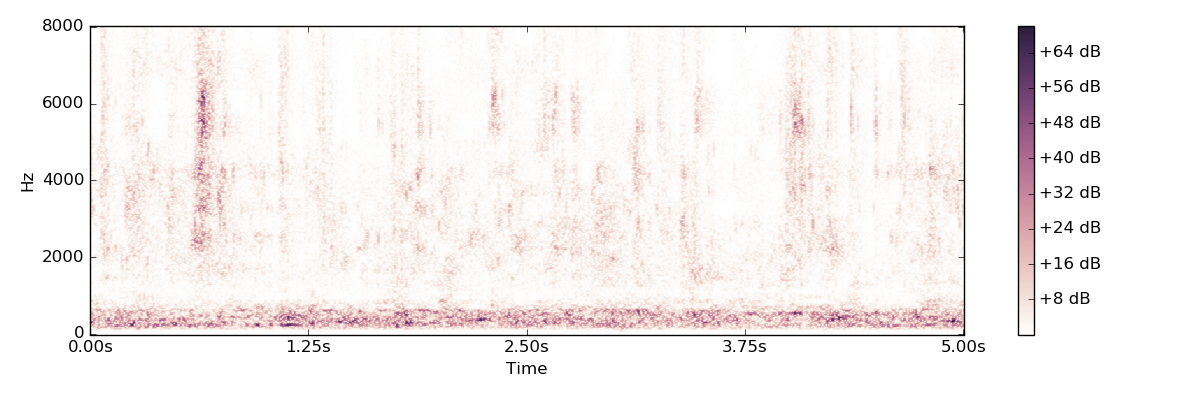 8000
6000
4000
2000
0
Hz
0.00s 1.25s 2.50s 3.75s 5.00s
Time
+64 dB
+56 dB
+48 dB
+40 dB
+32 dB
+24 dB
+16 dB
+8 dB